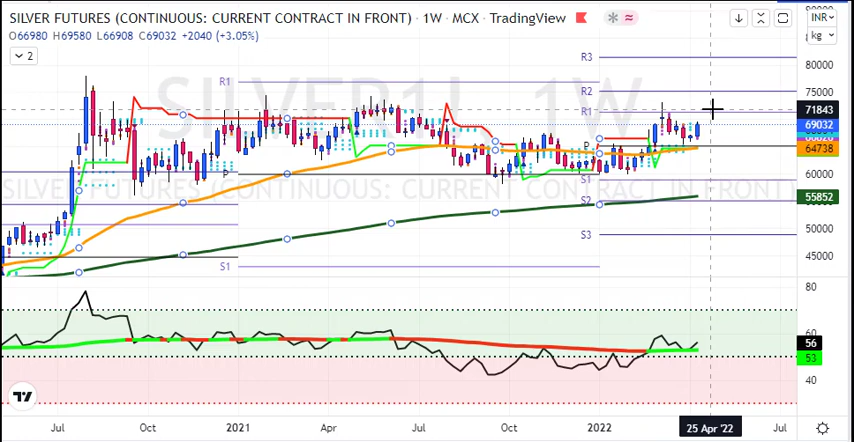 SILVER FUTURES (CONTINUOUS: CURRENT CONTRACT IN FRONT) • 1W • MCX • TradingView
O66980 H69580 L66908 C69032 +2040 (+3.05%)
2
INR
kg
SILVER1!, 1W
SILVER FUTURES (CONTINUOUS: CURRENT CONTRACT IN FRONT)
R3
R2
R1
R1
P
P
S1
S2
S3
S1
80000
75000
71843
69032
64738
60000
55852
50000
45000
80
60
56
53
40
Jul
Oct
2021
Apr
Jul
Oct
2022
25 Apr '22
Jul